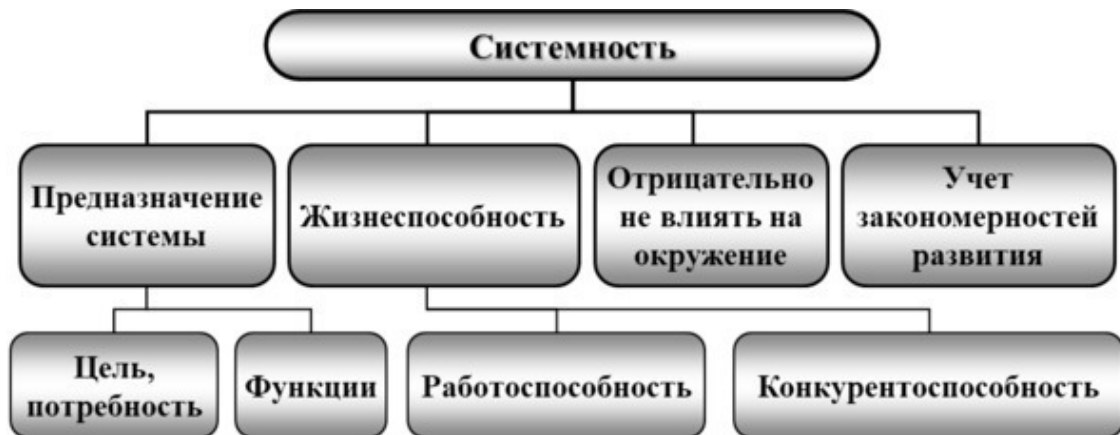 Системность
Предназначение
системы
Жизнеспособность
Отрицательно
не влиять на
окружение
Учет
закономерностей
развития
Цель,
потребность
Функции
Работоспособность
Конкурентоспособность